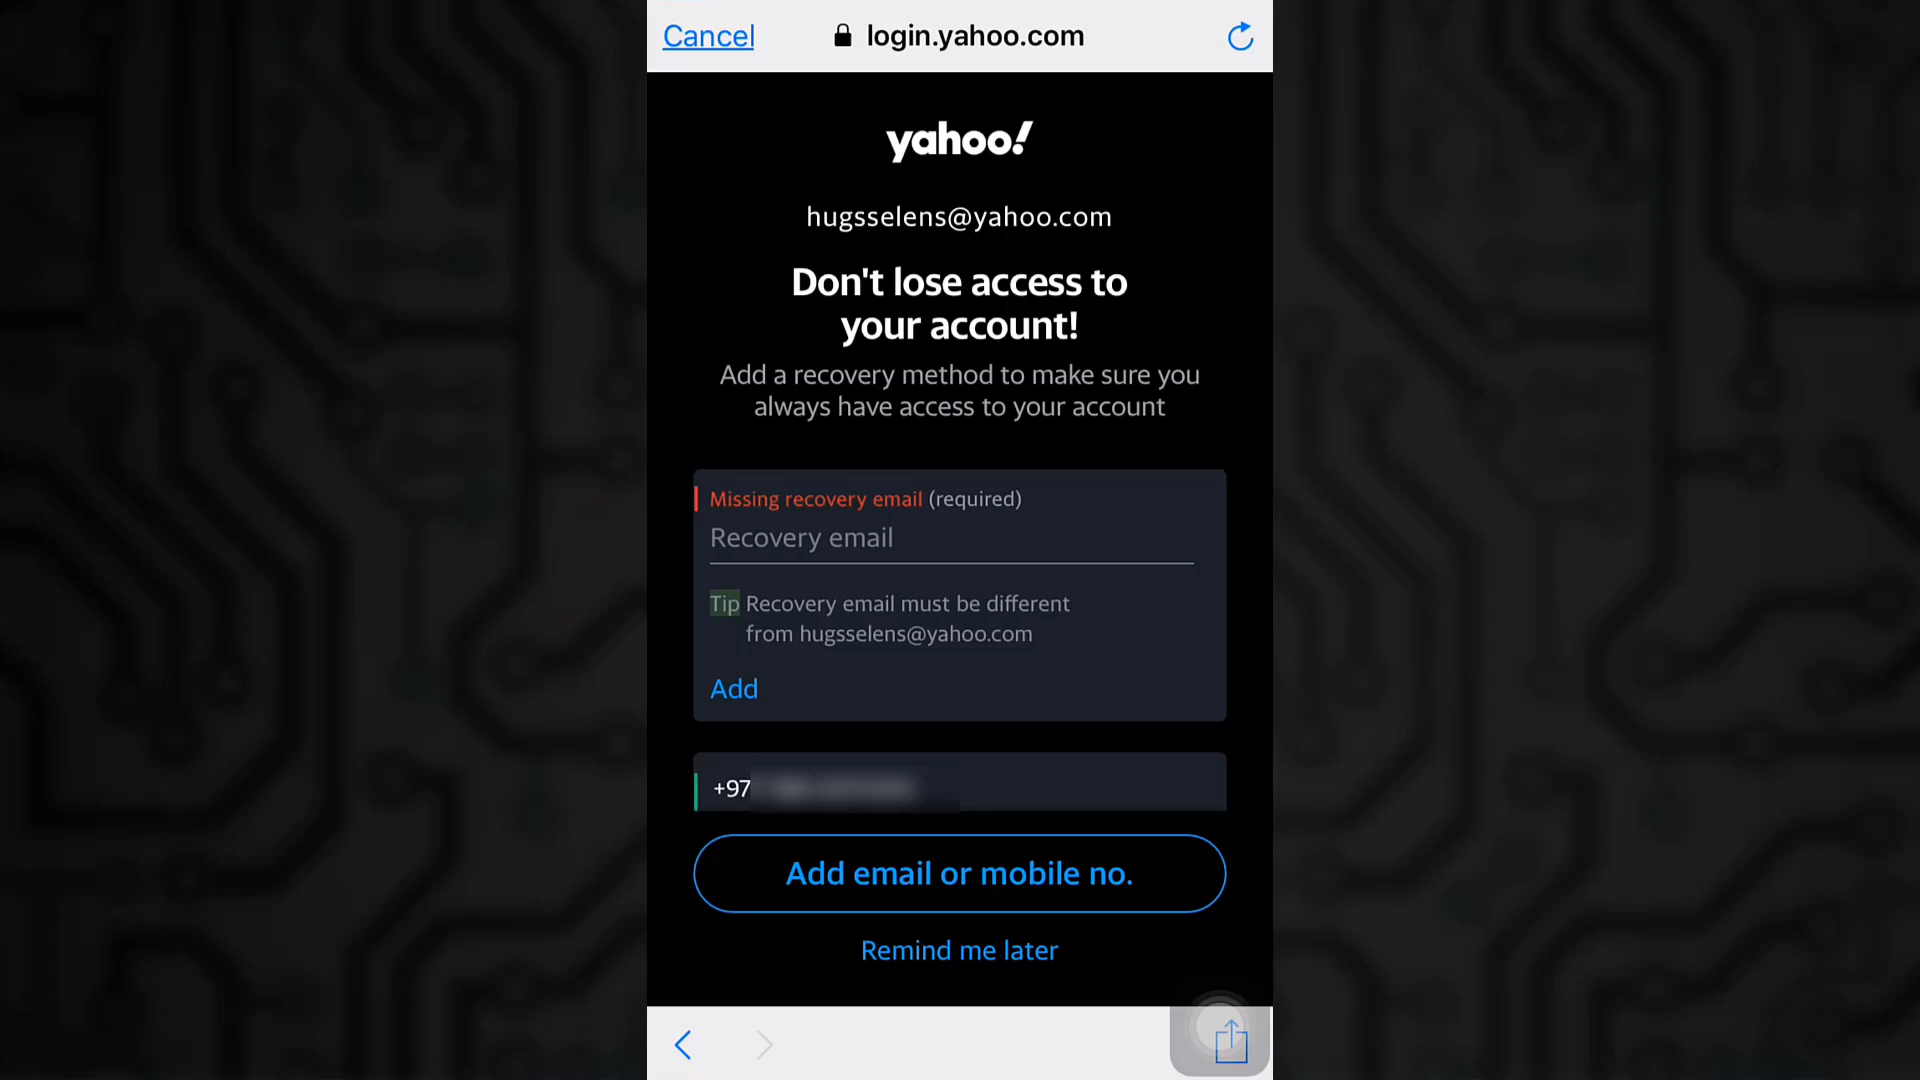 Cancel
login.yahoo.com
yahoo!
hugsselens@yahoo.com
Don't lose access to
your account!
Add a recovery method to make sure you
always have access to your account
Missing recovery email (required)
Recovery email
Tip Recovery email must be different
from hugsselens@yahoo.com
Add
+97
Add email or mobile no.
Remind me later